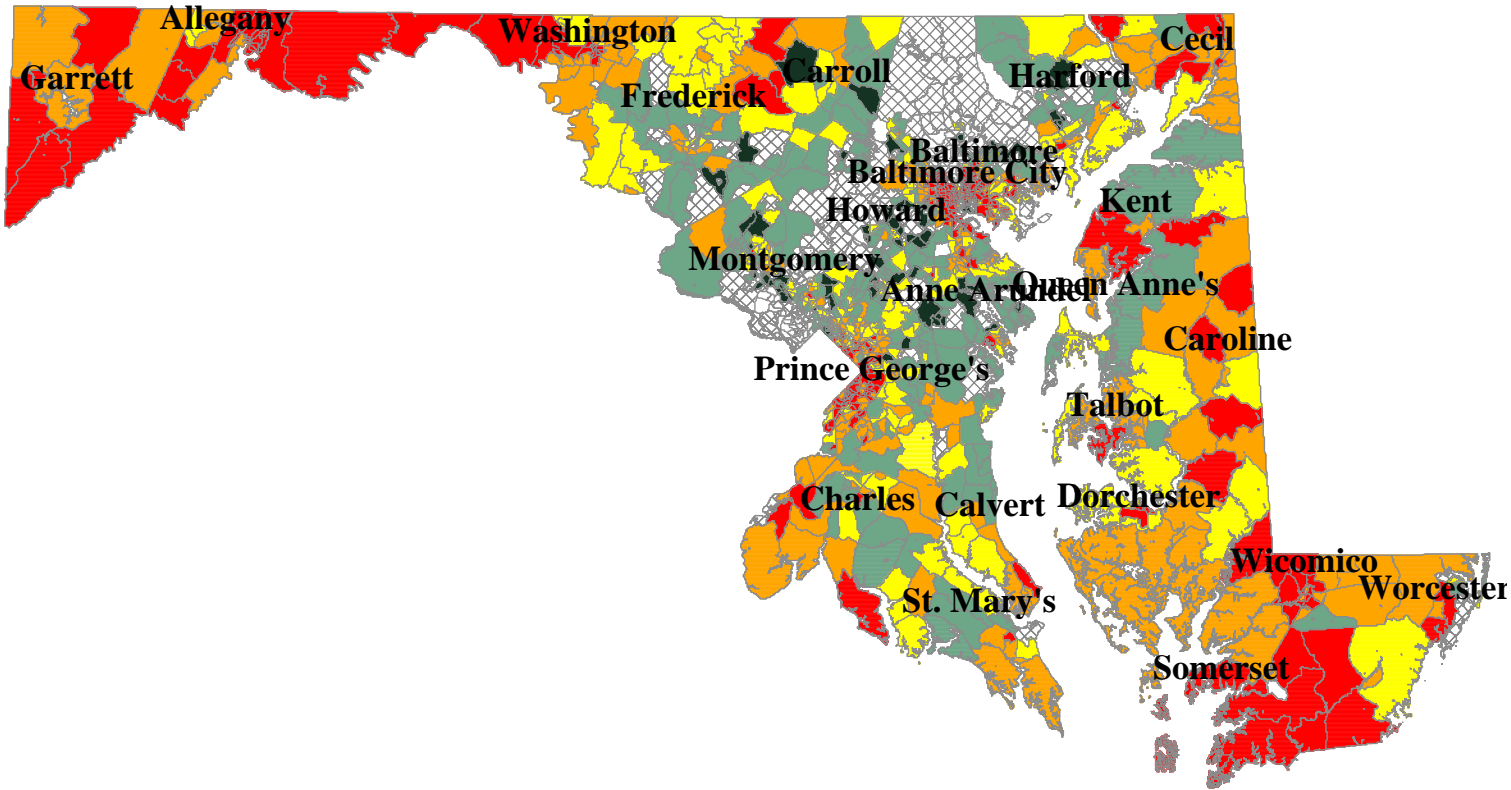 Allegany
Washington
Cecil
Garrett
Carroll
Harford
Frederick
Baltimore
Baltimore City
Kent
Howard
Montgomery
Anne Arundel
Queen Anne's
Caroline
Prince George's
Talbot
Charles
Calvert
Dorchester
Wicomico
Worcester
St. Mary's
Somerset